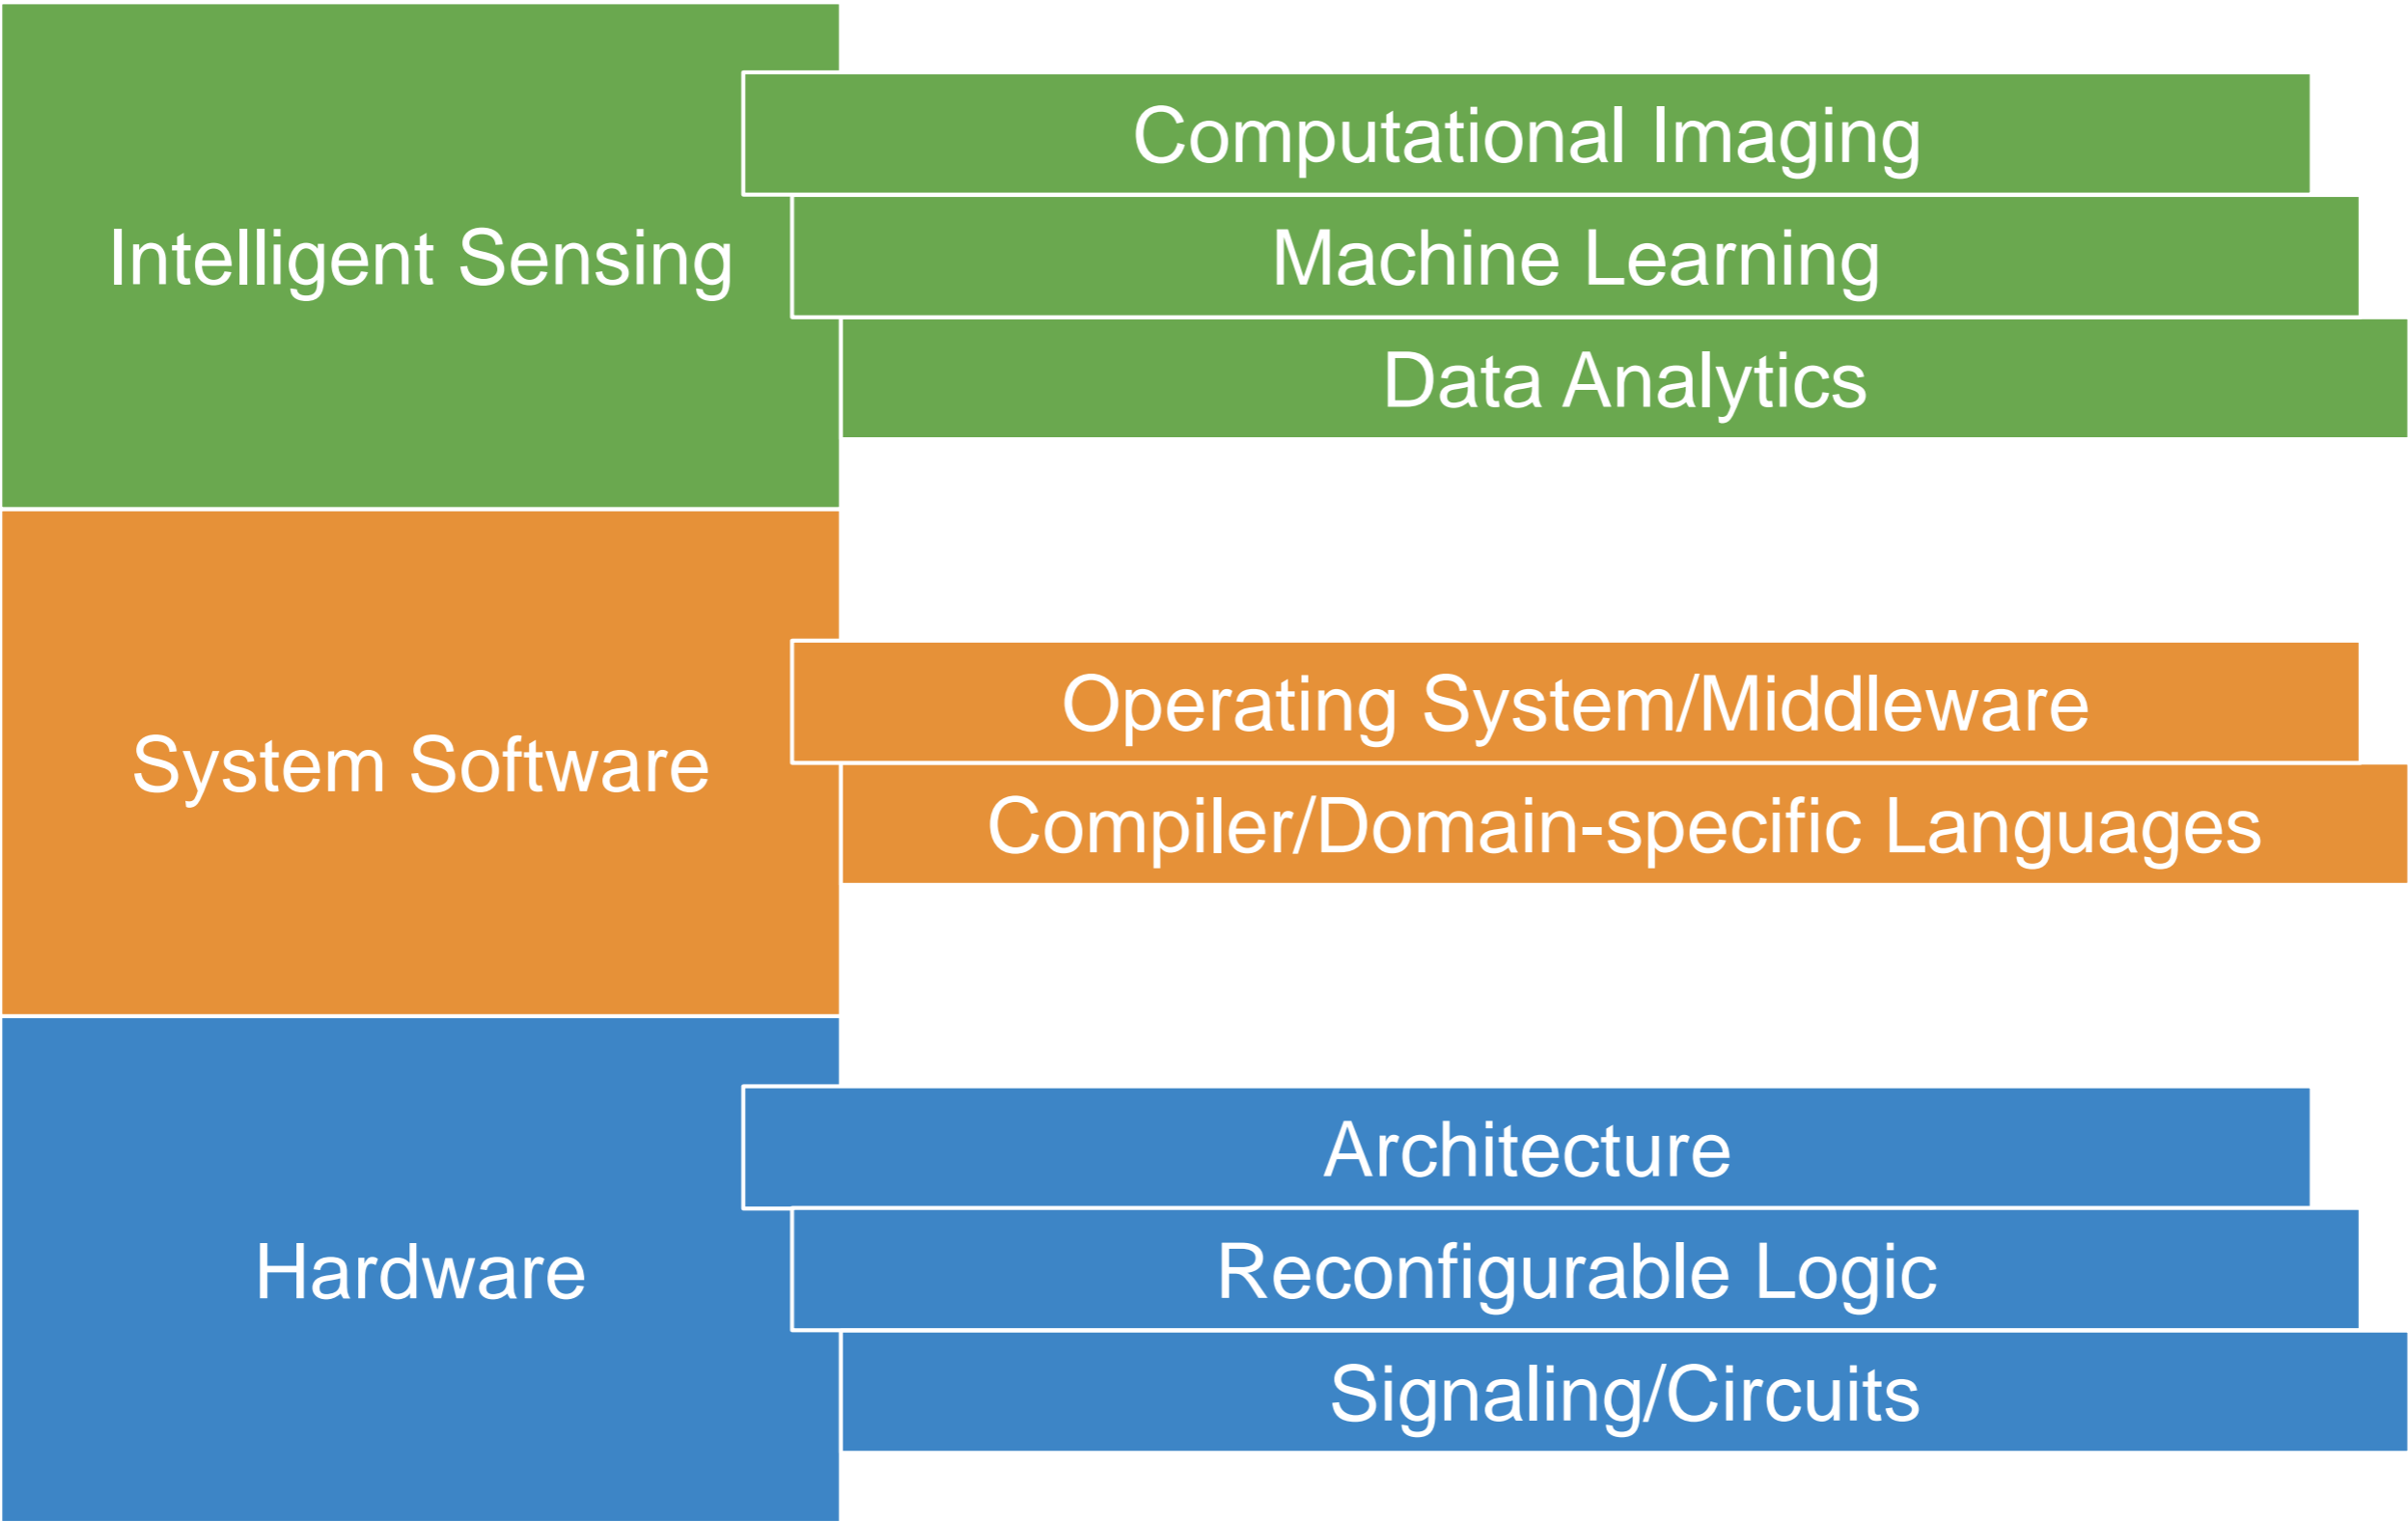 Intelligent Sensing
Computational Imaging
Machine Learning
Data Analytics
System Software
Operating System/Middleware
Compiler/Domain-specific Languages
Hardware
Architecture
Reconfigurable Logic
Signaling/Circuits